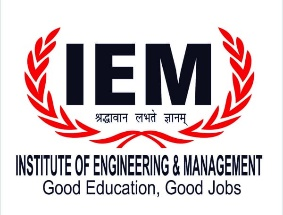 IEM
श्रद्धावान लभते ज्ञानम्
INSTITUTE OF ENGINEERING & MANAGEMENT
Good Education, Good Jobs